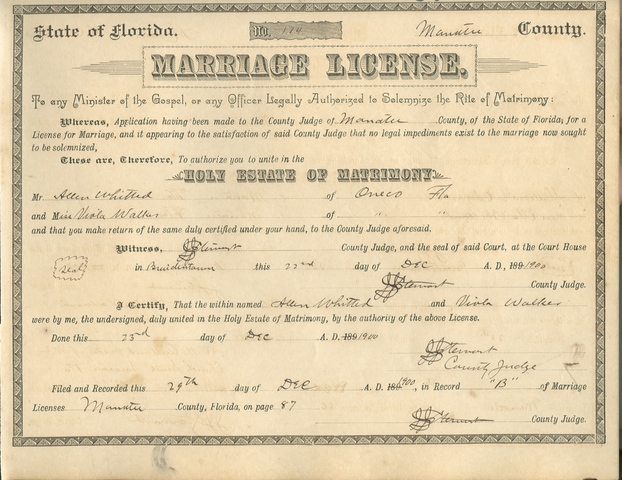 State of Florida. No. 174 Manatee County.
MARRIAGE LICENSE.
To any Minister of the Gospel, or any Officer Legally Authorized to Solemnize the Rite of Matrimony:
Whereas, Application having been made to the County Judge of Manatee County, of the State of Florida, for a
License for Marriage, and it appearing to the satisfaction of said County Judge that no legal impediments exist to the marriage now sought
to be solemnized,
These are, Therefore, To authorize you to unite in the
HOLY ESTATE OF MATRIMONY
Mr. Allen Whitted of Oneco Fla
and Miss Viola Walker of " "
and that you make return of the same duly certified under your hand, to the County Judge aforesaid.
Witness, County Judge, and the seal of said Court, at the Court House
Seal in Braidentown this 22nd day of DEC A. D., 189 1900
County Judge.
I Certify, That the within named Allen Whitted and Viola Walker
were by me, the undersigned, duly united in the Holy Estate of Matrimony, by the authority of the above License.
Done this 23rd day of DEC A. D. 189 1900
County Judge
Filed and Recorded this 29th day of DEC A. D. 189 1900, in Record "B" of Marriage
Licenses Manatee County, Florida, on page 87
County Judge.